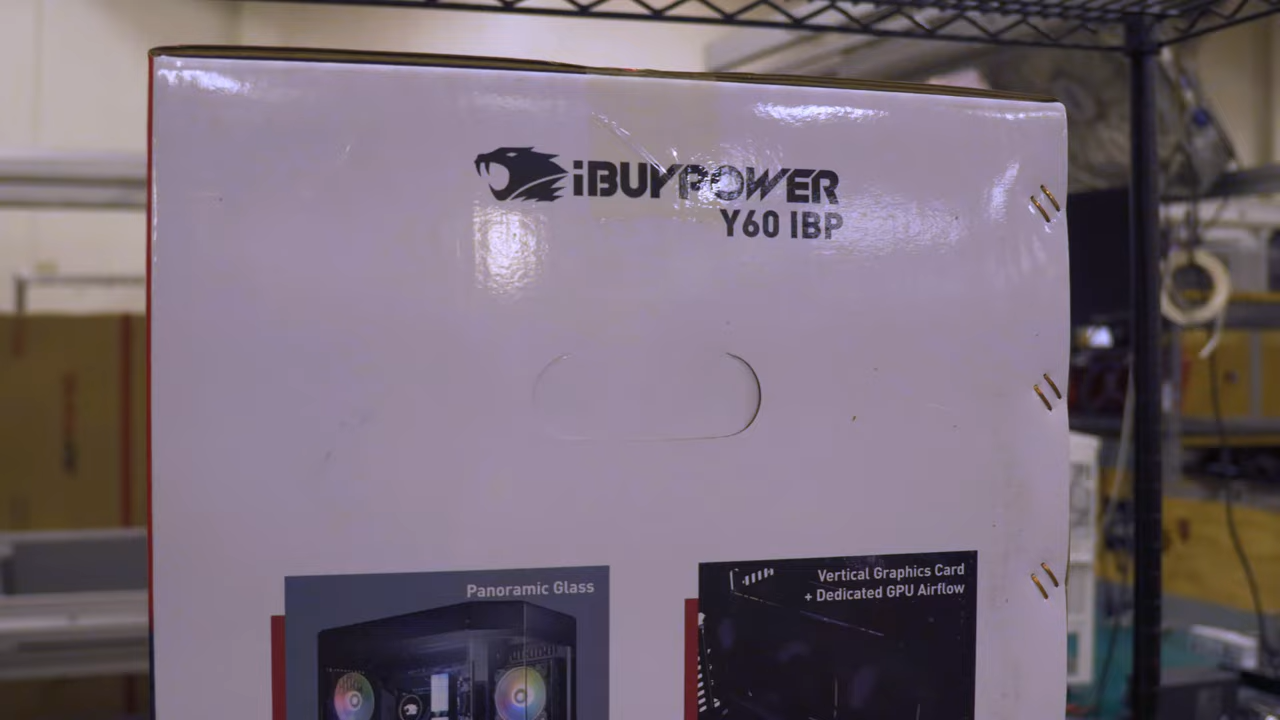 iBUYPOWER
Y60 IBP
Panoramic Glass
Vertical Graphics Card
+ Dedicated GPU Airflow